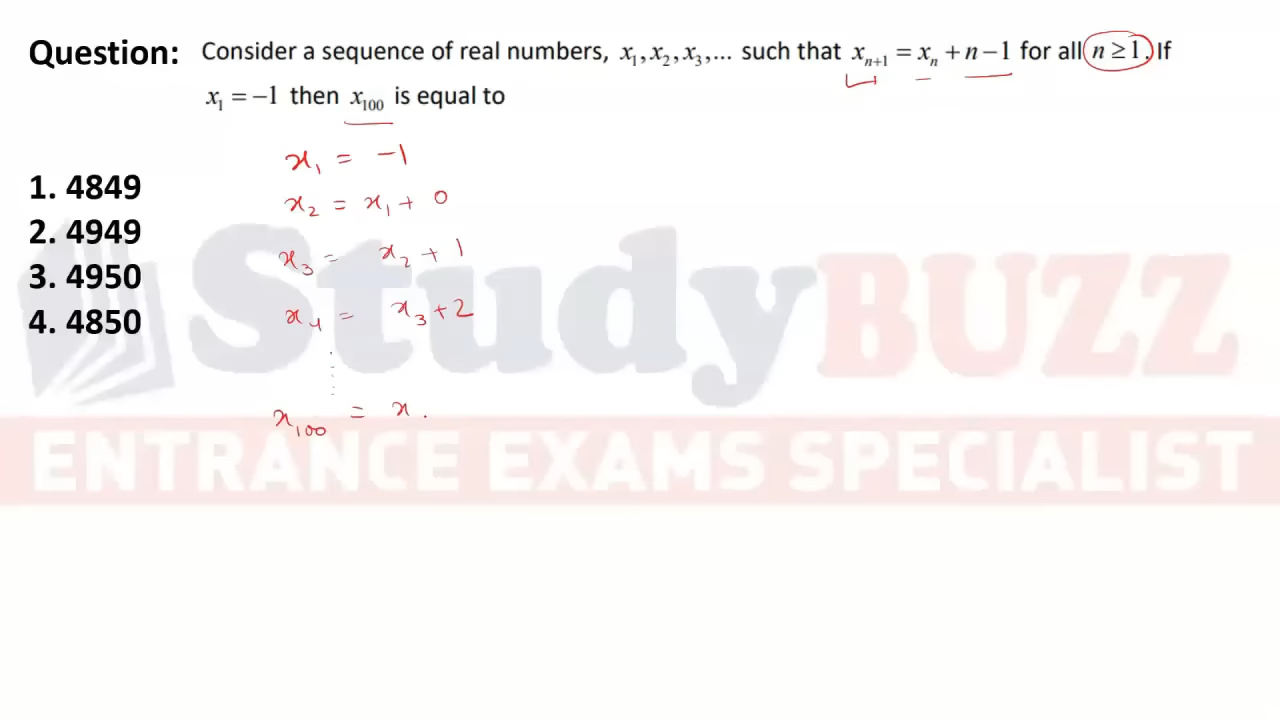 Question: Consider a sequence of real numbers, x₁, x₂, x₃,... such that xₙ₊₁ = xₙ + n − 1 for all n ≥ 1. If
x₁ = −1 then x₁₀₀ is equal to
x₁ = −1
1. 4849
x₂ = x₁ + 0
2. 4949
x₃ = x₂ + 1
3. 4950
x₄ = x₃ + 2
4. 4850
StudyBUZZ
x₁₀₀ = x .
ENTRANCE EXAMS SPECIALIST